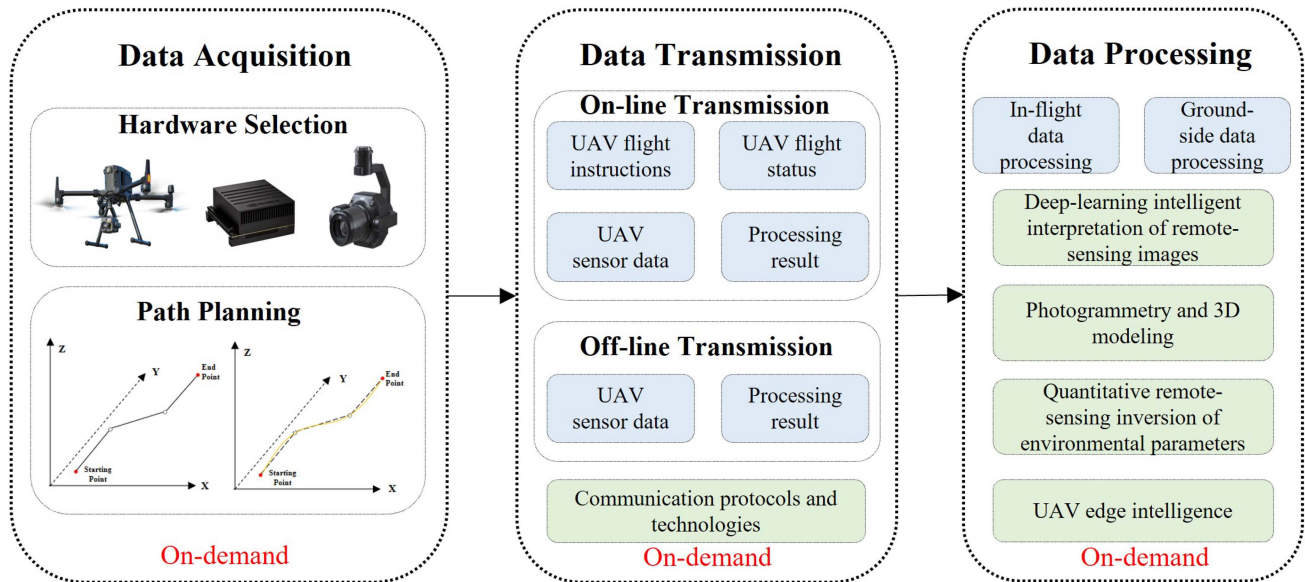 Data Acquisition
Hardware Selection
Path Planning
Z
Y
End
Point
Starting
Point
X
Z
Y
End
Point
Starting
Point
X
On-demand
Data Transmission
On-line Transmission
UAV flight
instructions
UAV flight
status
UAV
sensor data
Processing
result
Off-line Transmission
UAV
sensor data
Processing
result
Communication protocols and
technologies
On-demand
Data Processing
In-flight
data
processing
Ground-
side data
processing
Deep-learning intelligent
interpretation of remote-
sensing images
Photogrammetry and 3D
modeling
Quantitative remote-
sensing inversion of
environmental parameters
UAV edge intelligence
On-demand